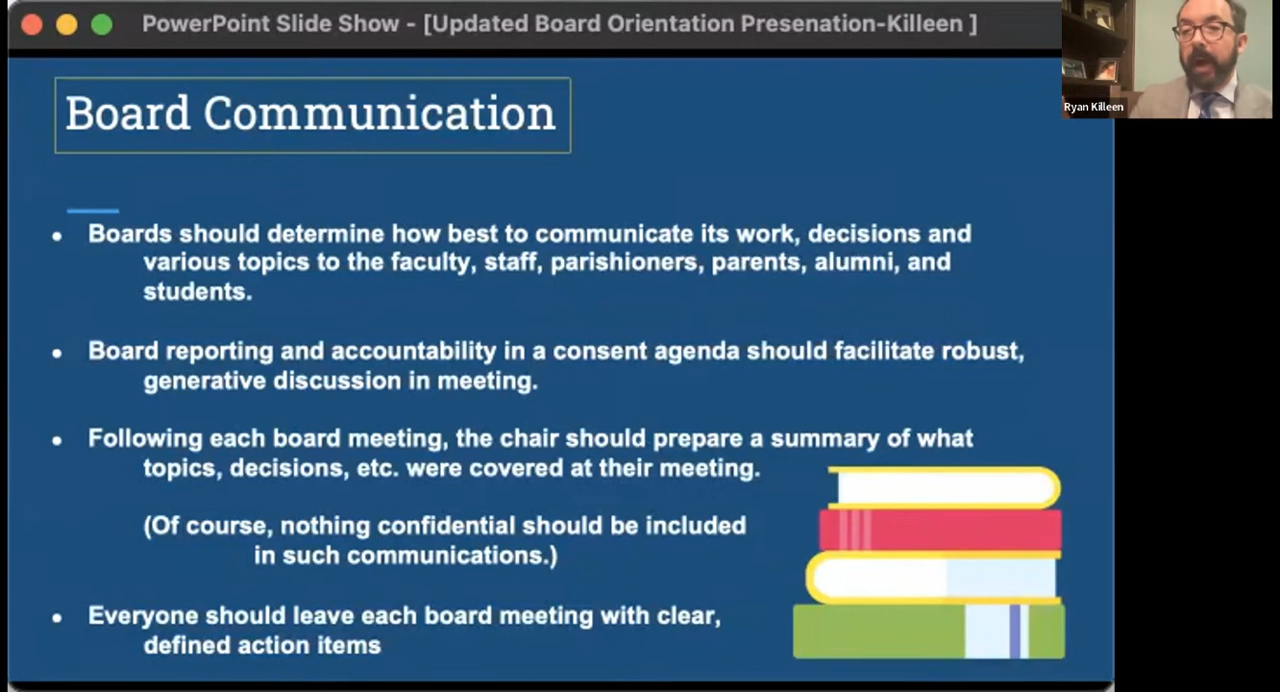 PowerPoint Slide Show - [Updated Board Orientation Presenation-Killeen ]
Ryan Killeen
Board Communication
• Boards should determine how best to communicate its work, decisions and
various topics to the faculty, staff, parishioners, parents, alumni, and
students.
• Board reporting and accountability in a consent agenda should facilitate robust,
generative discussion in meeting.
• Following each board meeting, the chair should prepare a summary of what
topics, decisions, etc. were covered at their meeting.
(Of course, nothing confidential should be included
in such communications.)
• Everyone should leave each board meeting with clear,
defined action items